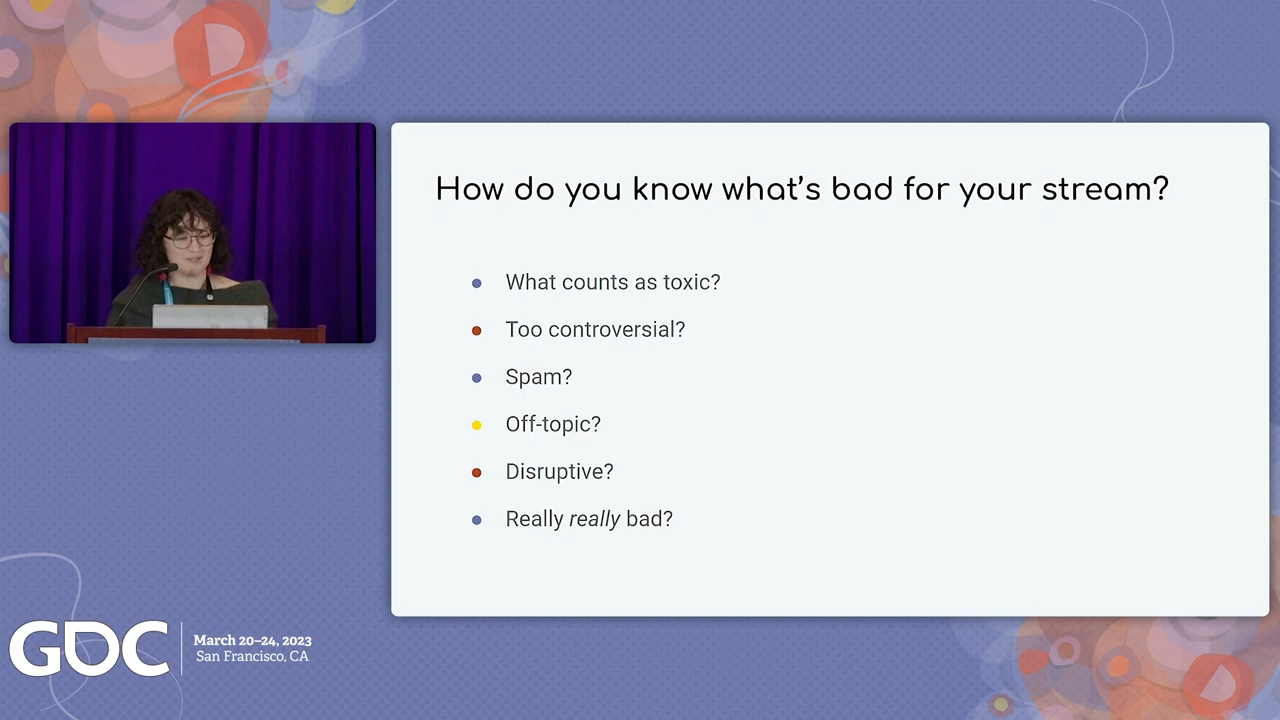 How do you know what's bad for your stream?
What counts as toxic?
Too controversial?
Spam?
Off-topic?
Disruptive?
Really really bad?
GDC
March 20–24, 2023
San Francisco, CA